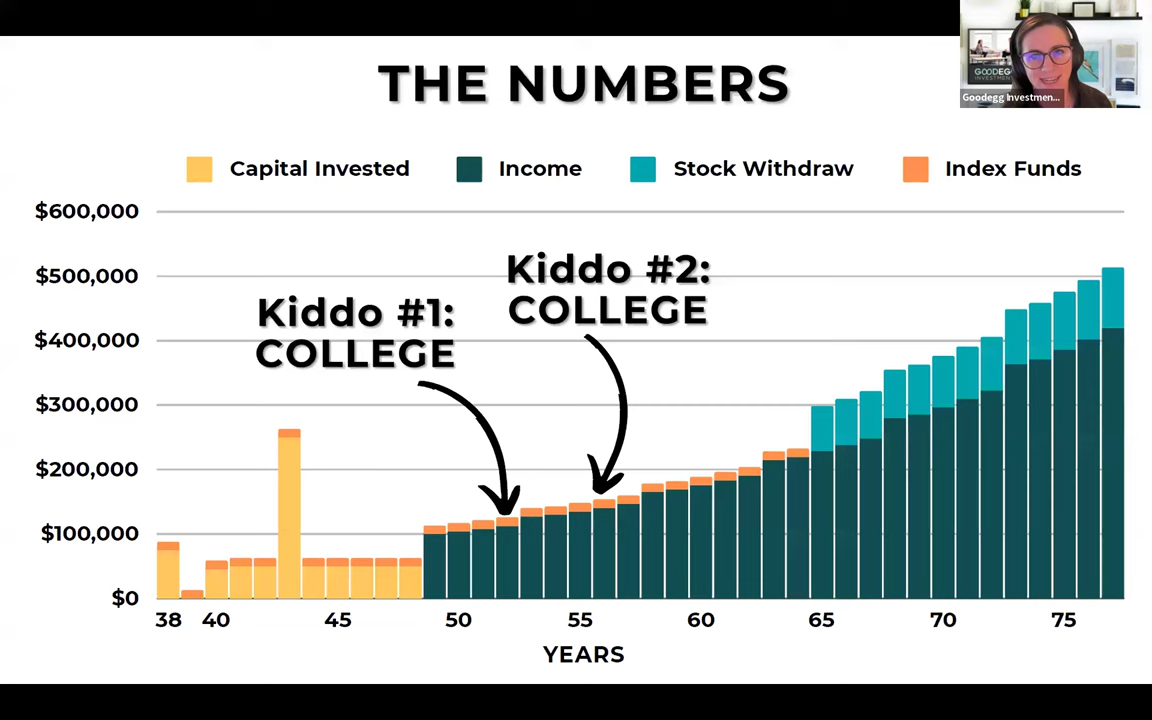 THE NUMBERS
GOODEGG
INVESTMENTS
Goodegg Investmen...
Capital Invested
Income
Stock Withdraw
Index Funds
$600,000
$500,000
$400,000
$300,000
$200,000
$100,000
$0
Kiddo #1:
COLLEGE
Kiddo #2:
COLLEGE
38 40 45 50 55 60 65 70 75
YEARS